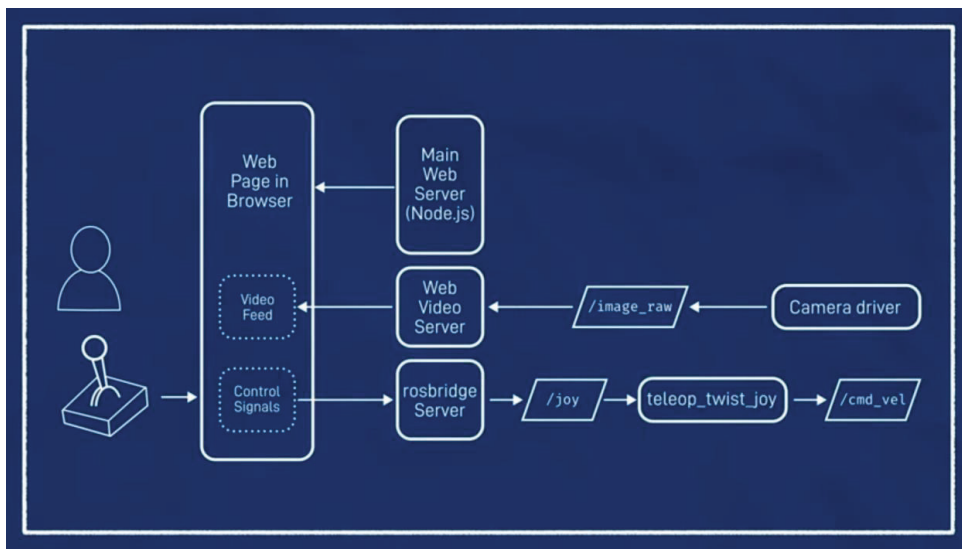 Web
Page in
Browser
Main
Web
Server
(Node.js)
Video
Feed
Web
Video
Server
/image_raw
Camera driver
Control
Signals
rosbridge
Server
/joy
teleop_twist_joy
/cmd_vel